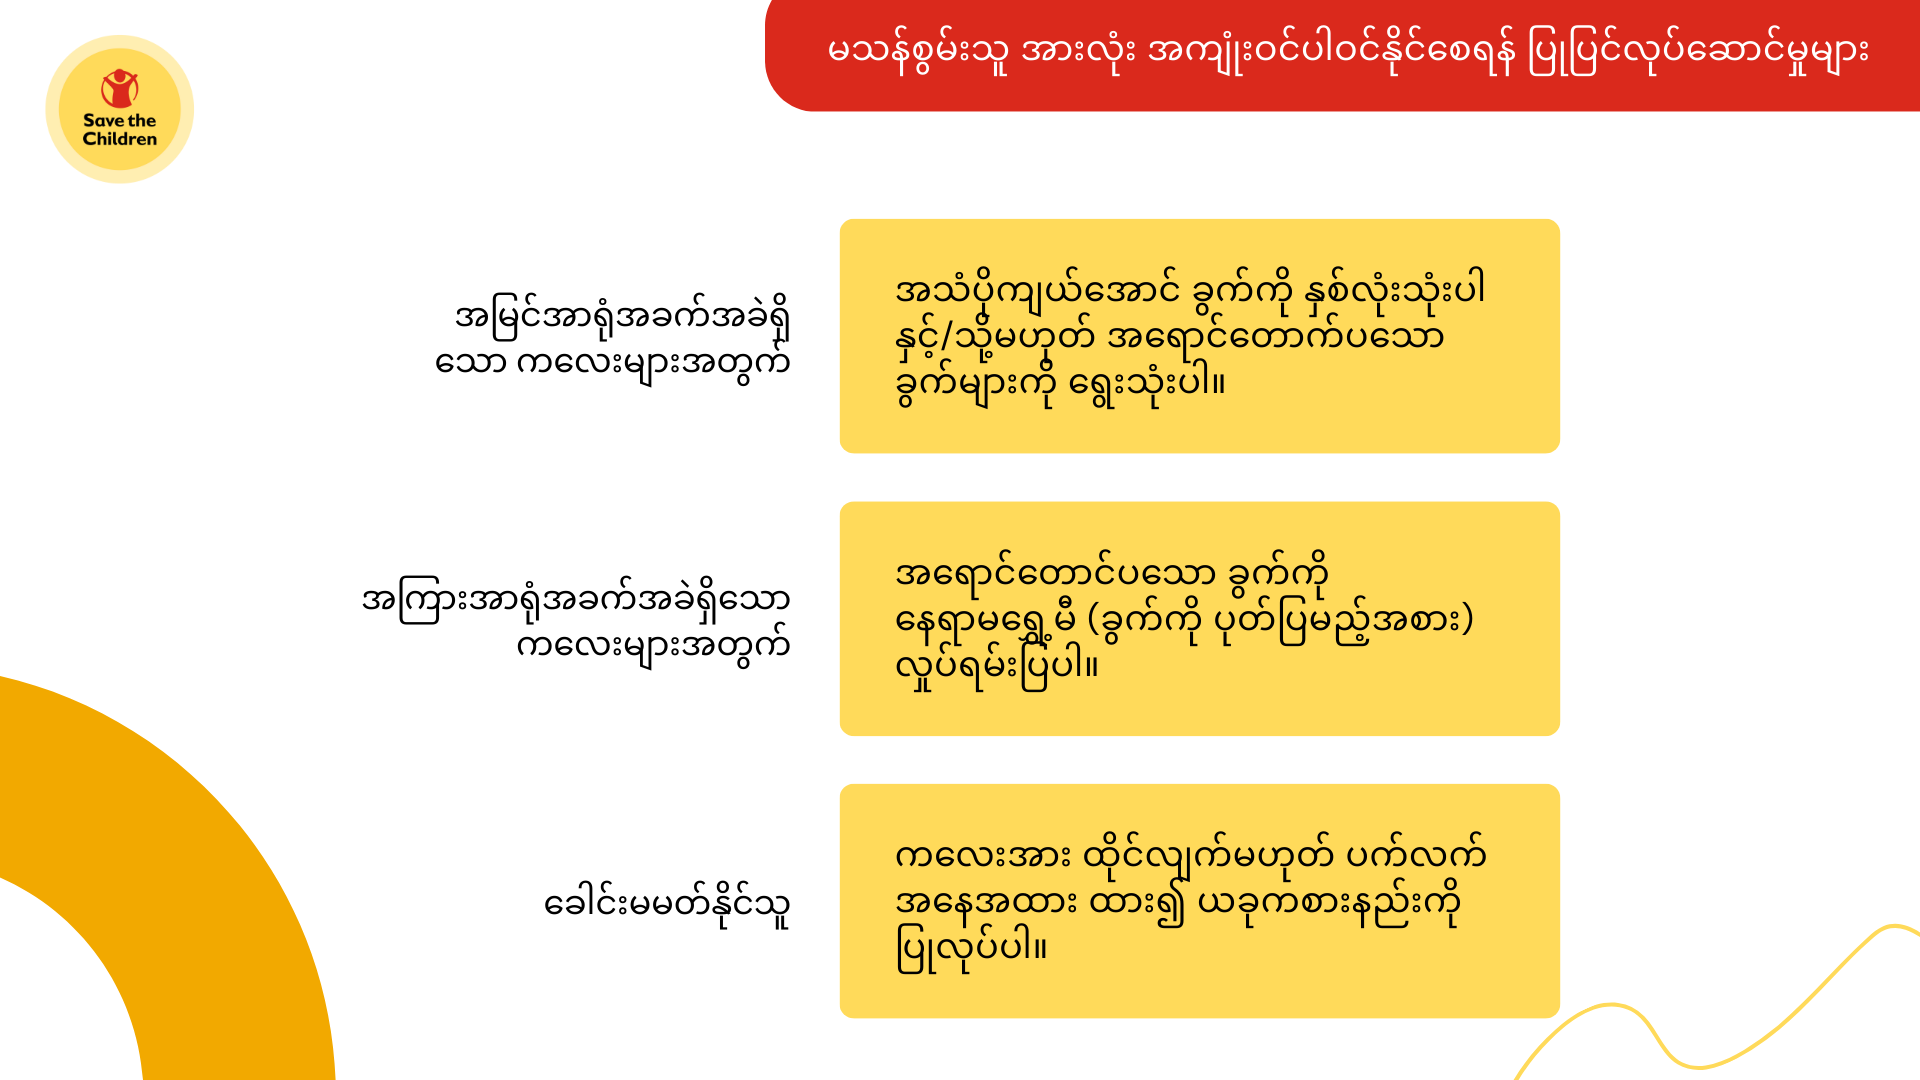 မသန်စွမ်းသူ အားလုံး အကျုံးဝင်ပါဝင်နိုင်စေရန် ပြုပြင်လုပ်ဆောင်မှုများ
Save the
Children
အမြင်အာရုံအခက်အခဲရှိ
သော ကလေးများအတွက်
အသံပိုကျယ်အောင် ခွက်ကို နှစ်လုံးသုံးပါ
နှင့်/သို့မဟုတ် အရောင်တောက်ပသော
ခွက်များကို ရွေးသုံးပါ။
အကြားအာရုံအခက်အခဲရှိသော
ကလေးများအတွက်
အရောင်တောင်ပသော ခွက်ကို
နေရာမရွှေ့မီ (ခွက်ကို ပုတ်ပြမည့်အစား)
လှုပ်ရမ်းပြပါ။
ခေါင်းမမတ်နိုင်သူ
ကလေးအား ထိုင်လျက်မဟုတ် ပက်လက်
အနေအထား ထား၍ ယခုကစားနည်းကို
ပြုလုပ်ပါ။